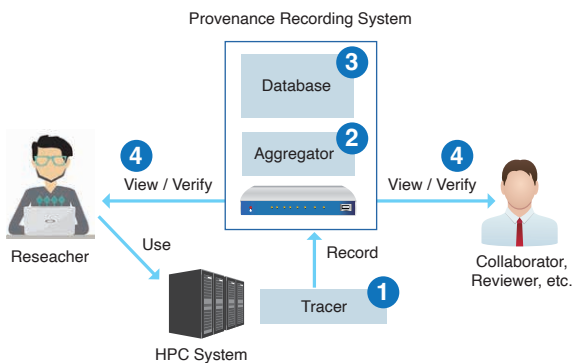 Provenance Recording System
3
Database
2
Aggregator
4
View / Verify
4
View / Verify
Reseacher
Use
Record
Collaborator,
Reviewer, etc.
1
Tracer
HPC System